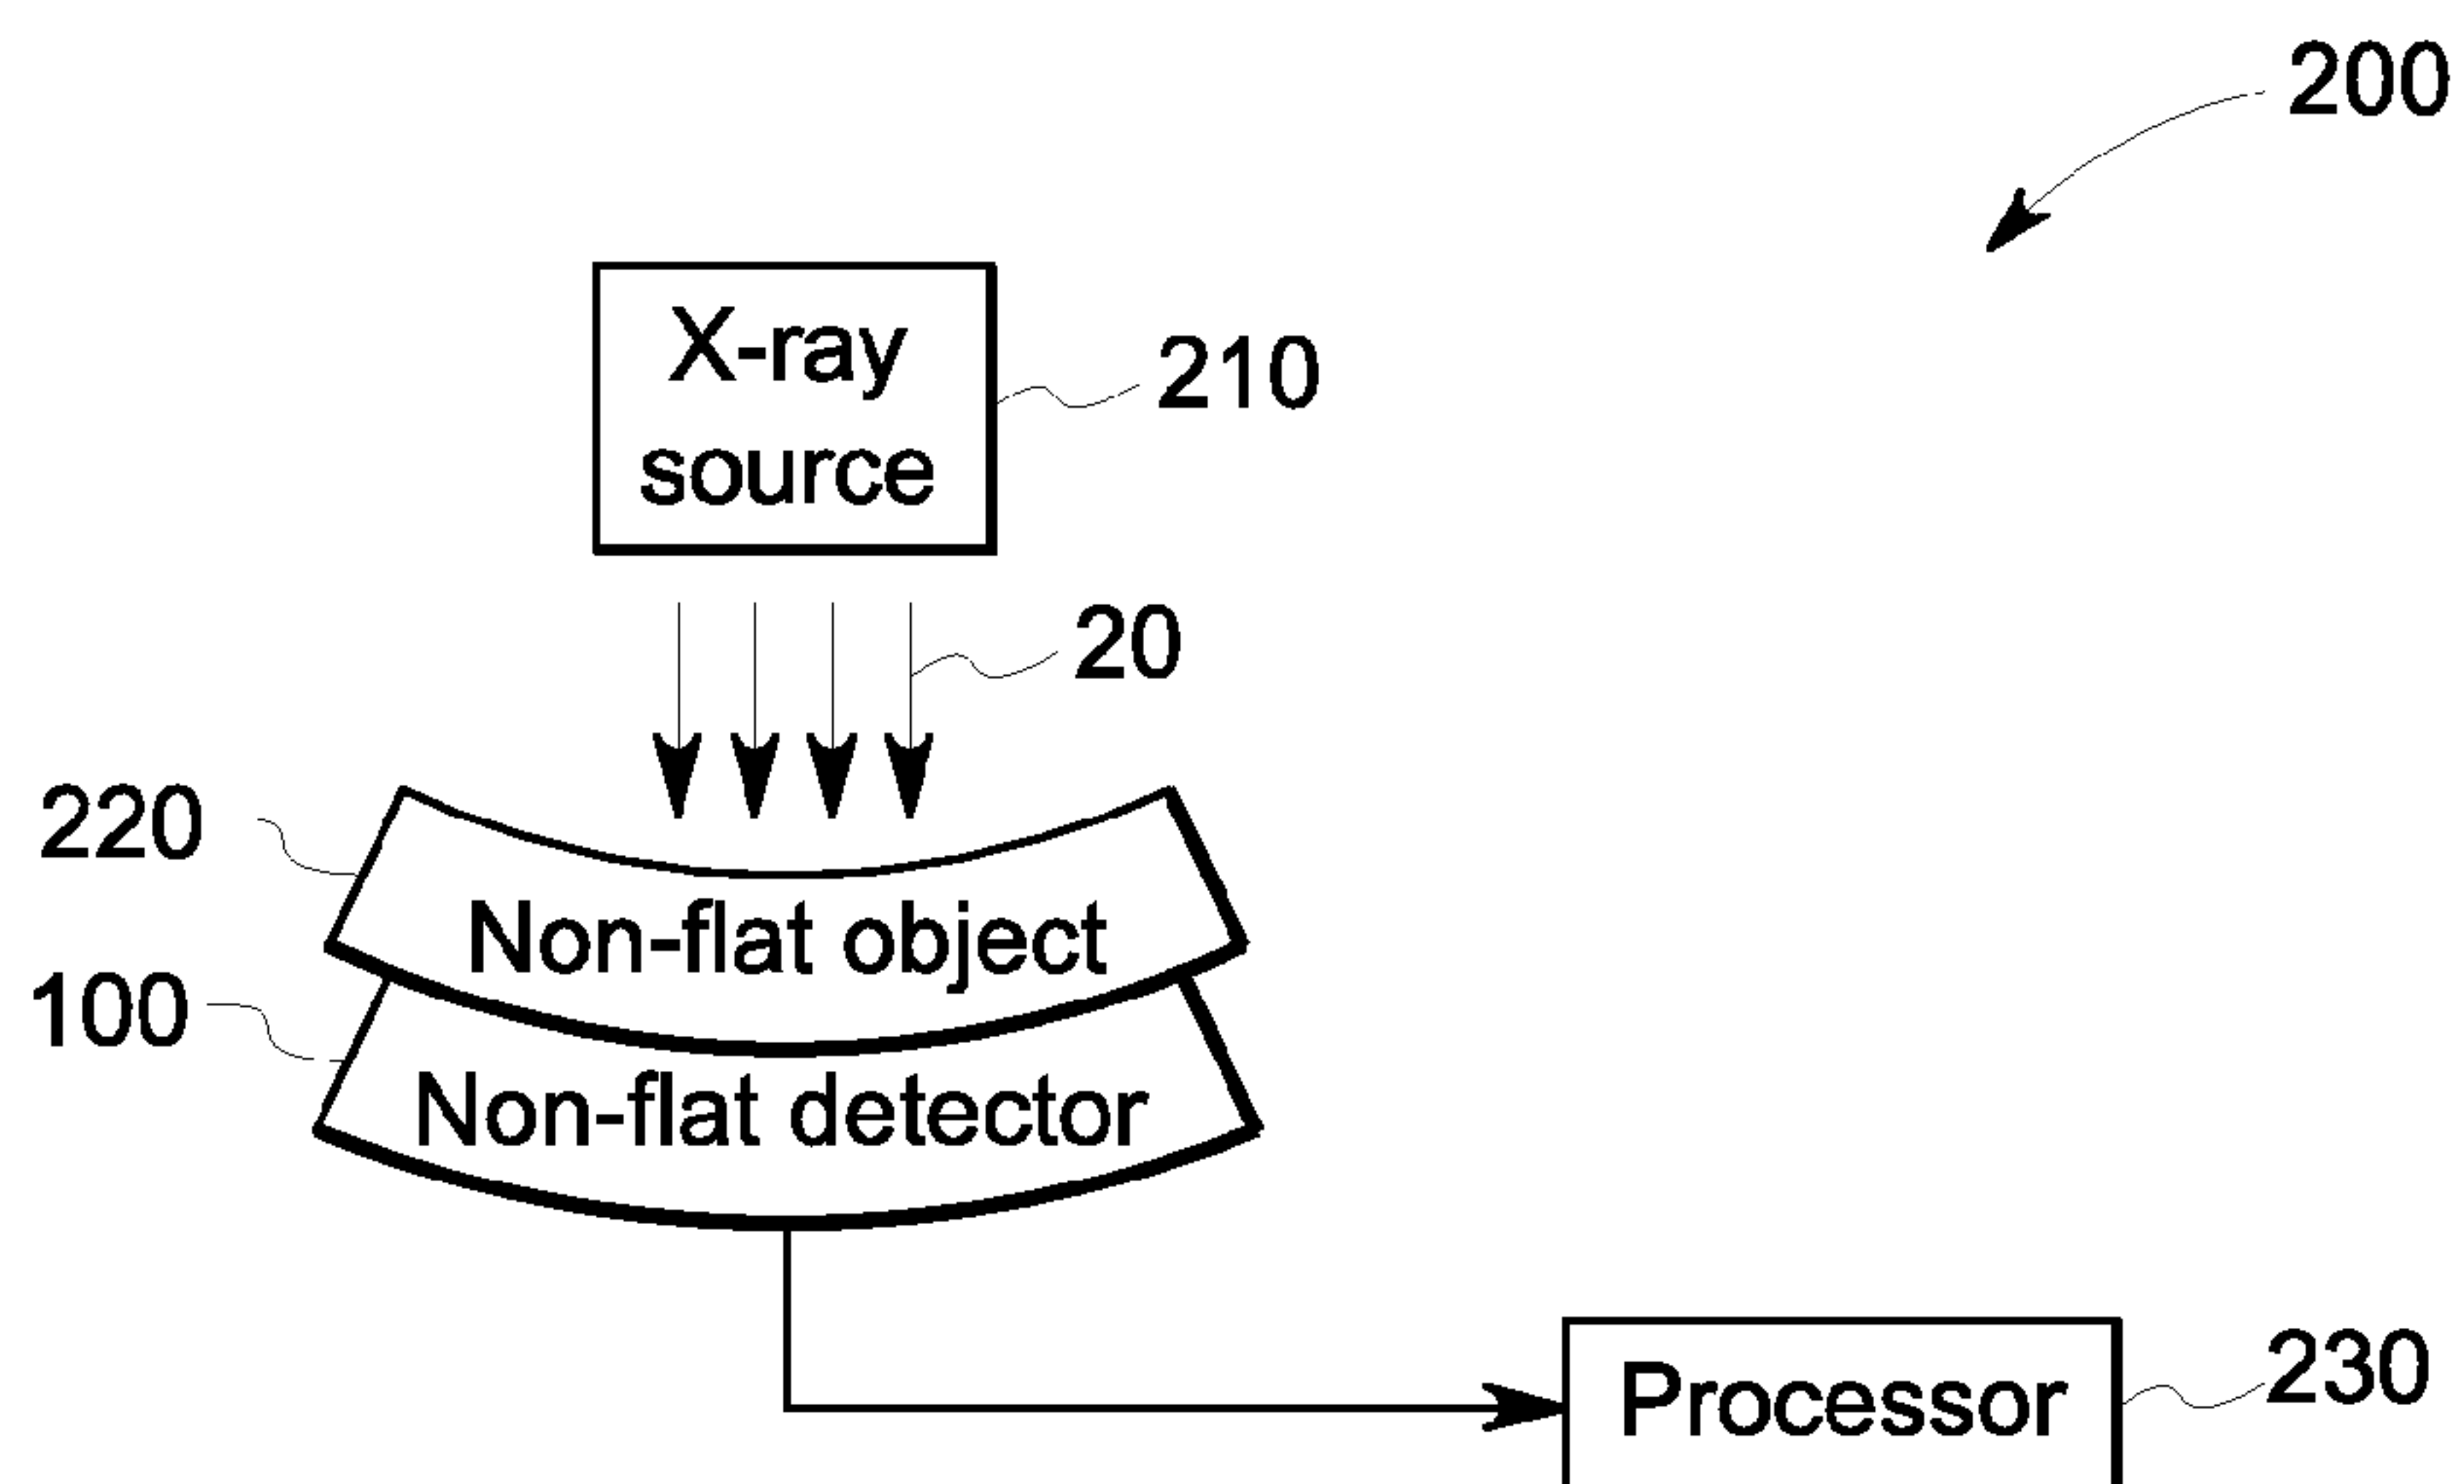 200
X-ray
source
210
20
220
Non-flat object
100
Non-flat detector
Processor
230